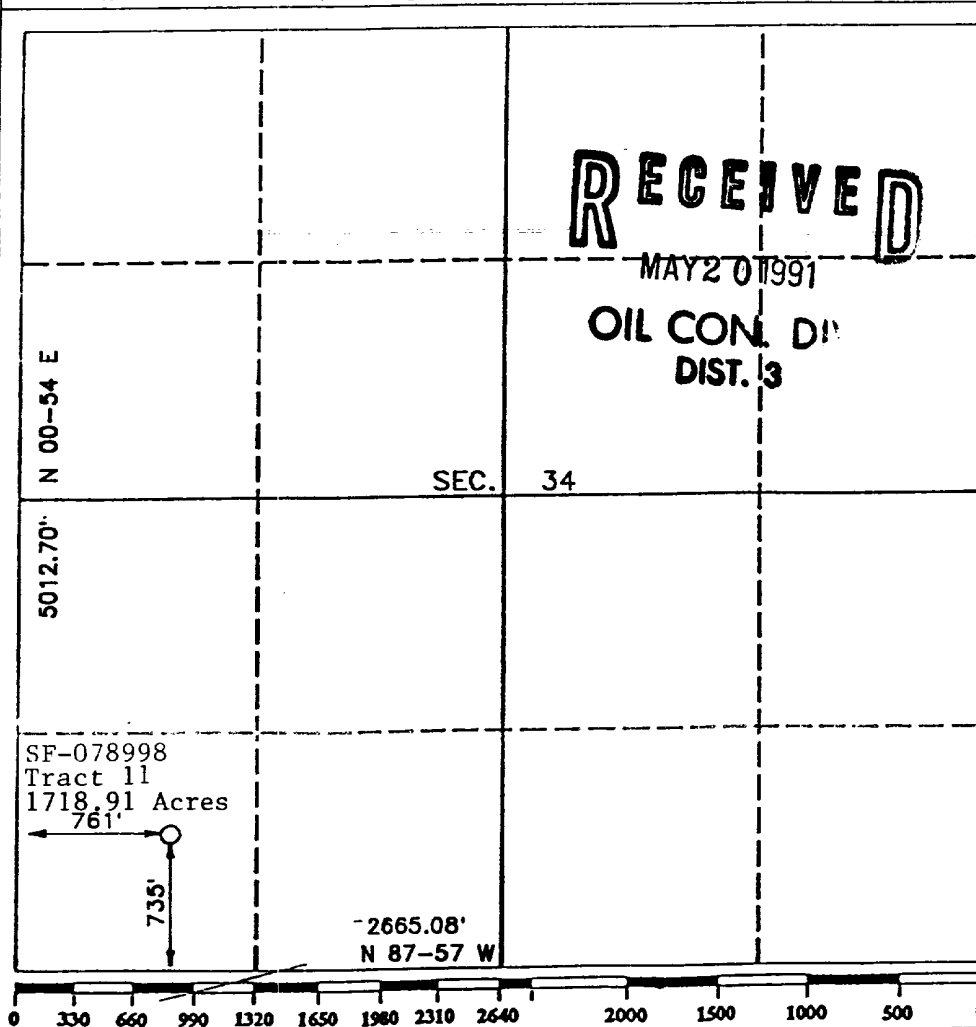 RECEIVED
MAY 20 1991
OIL CON. DI
DIST. 3
N 00-54 E
5012.70'
SEC. 34
SF-078998
Tract 11
1718.91 Acres
761'
735'
2665.08'
N 87-57 W
0 330 660 990 1320 1650 1980 2310 2640 2000 1500 1000 500